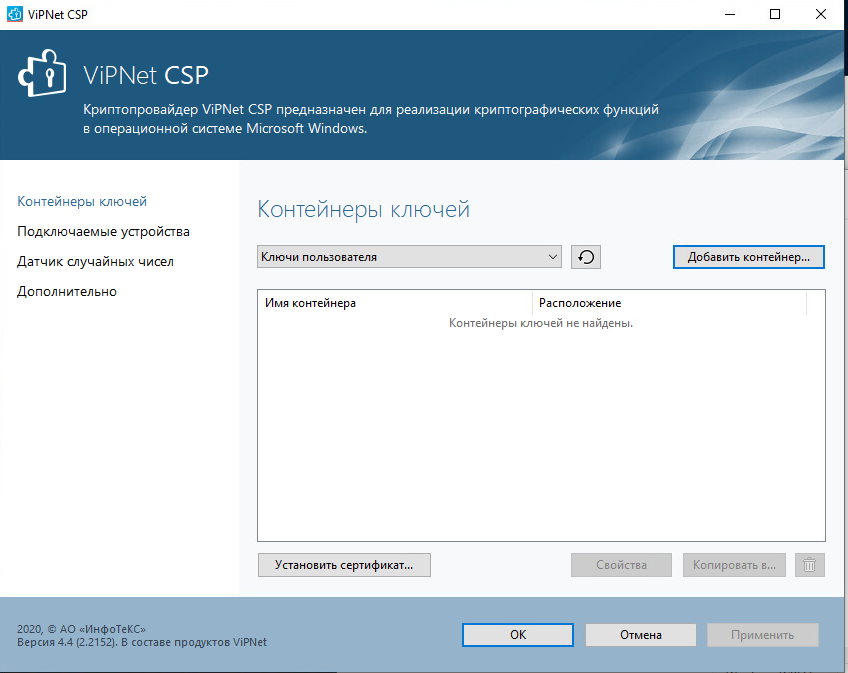 ViPNet CSP
ViPNet CSP
Криптопровайдер ViPNet CSP предназначен для реализации криптографических функций
в операционной системе Microsoft Windows.
Контейнеры ключей
Подключаемые устройства
Датчик случайных чисел
Дополнительно
Контейнеры ключей
Ключи пользователя
Добавить контейнер...
Имя контейнера Расположение
Контейнеры ключей не найдены.
Установить сертификат... Свойства Копировать в...
2020, © АО «ИнфоТеКС»
Версия 4.4 (2.2152). В составе продуктов ViPNet
OK Отмена Применить